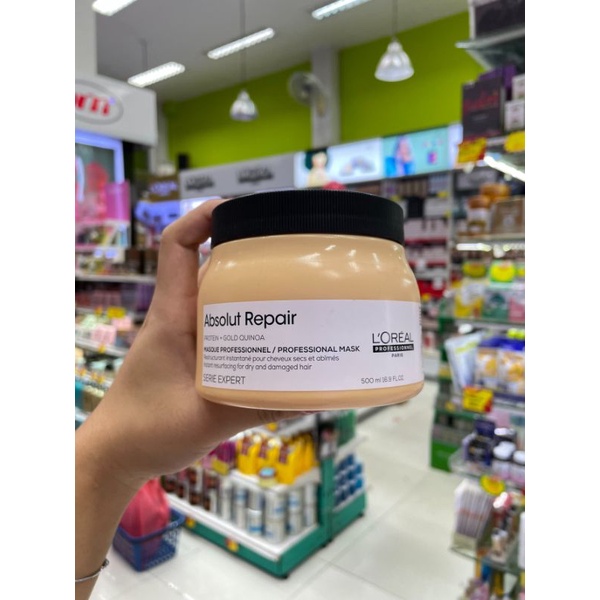 Absolut Repair
PROTEIN + GOLD QUINOA
MASQUE PROFESSIONNEL / PROFESSIONAL MASK
Restructurant instantané pour cheveux secs et abîmés
Instant resurfacing for dry and damaged hair
SERIE EXPERT
L'ORÉAL
PROFESSIONNEL
PARIS
500 ml 16.9 FL.OZ.